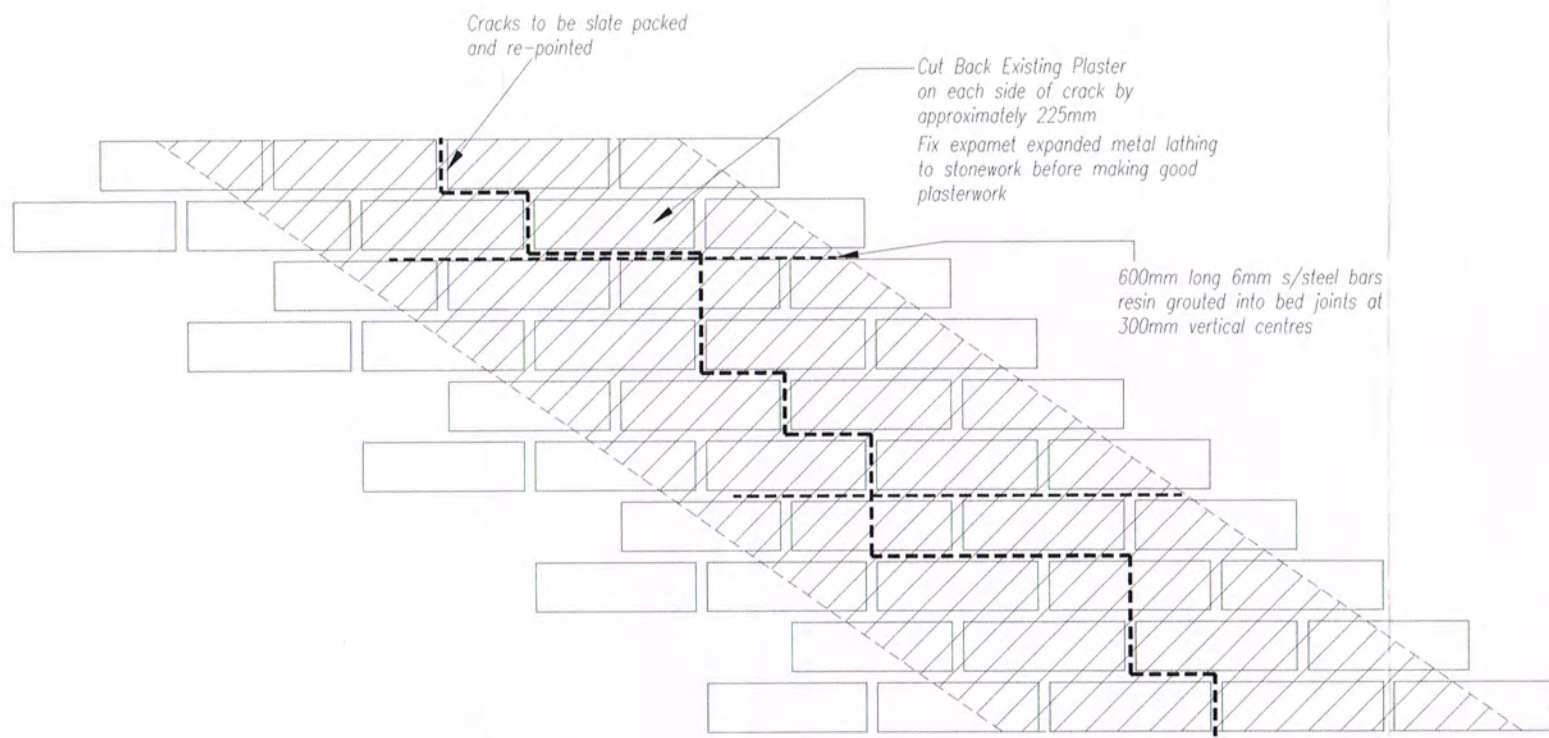 Cracks to be slate packed
and re-pointed
Cut Back Existing Plaster
on each side of crack by
approximately 225mm
Fix expamet expanded metal lathing
to stonework before making good
plasterwork
600mm long 6mm s/steel bars
resin grouted into bed joints at
300mm vertical centres